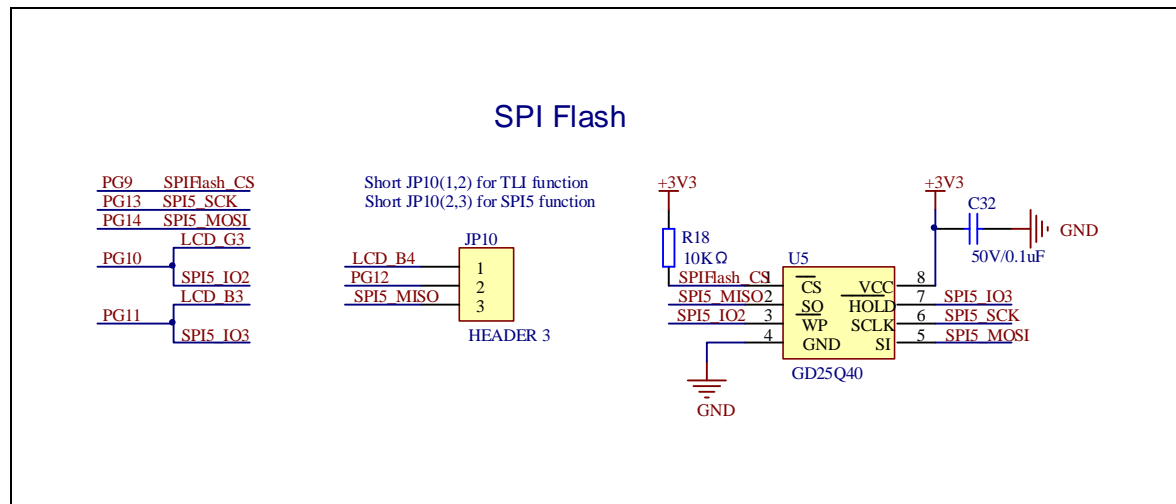 SPI Flash
PG9 SPIFlash_CS
PG13 SPI5_SCK
PG14 SPI5_MOSI
LCD_G3
PG10
SPI5_IO2
LCD_B3
PG11
SPI5_IO3
Short JP10(1,2) for TLI function
Short JP10(2,3) for SPI5 function
JP10
LCD_B4 1
PG12 2
SPI5_MISO 3
HEADER 3
+3V3
R18
10KΩ
+3V3
C32
50V/0.1uF
GND
U5
SPIFlash_CS 1 CS VCC 8
SPI5_MISO 2 SO HOLD 7 SPI5_IO3
SPI5_IO2 3 WP SCLK 6 SPI5_SCK
4 GND SI 5 SPI5_MOSI
GD25Q40
GND